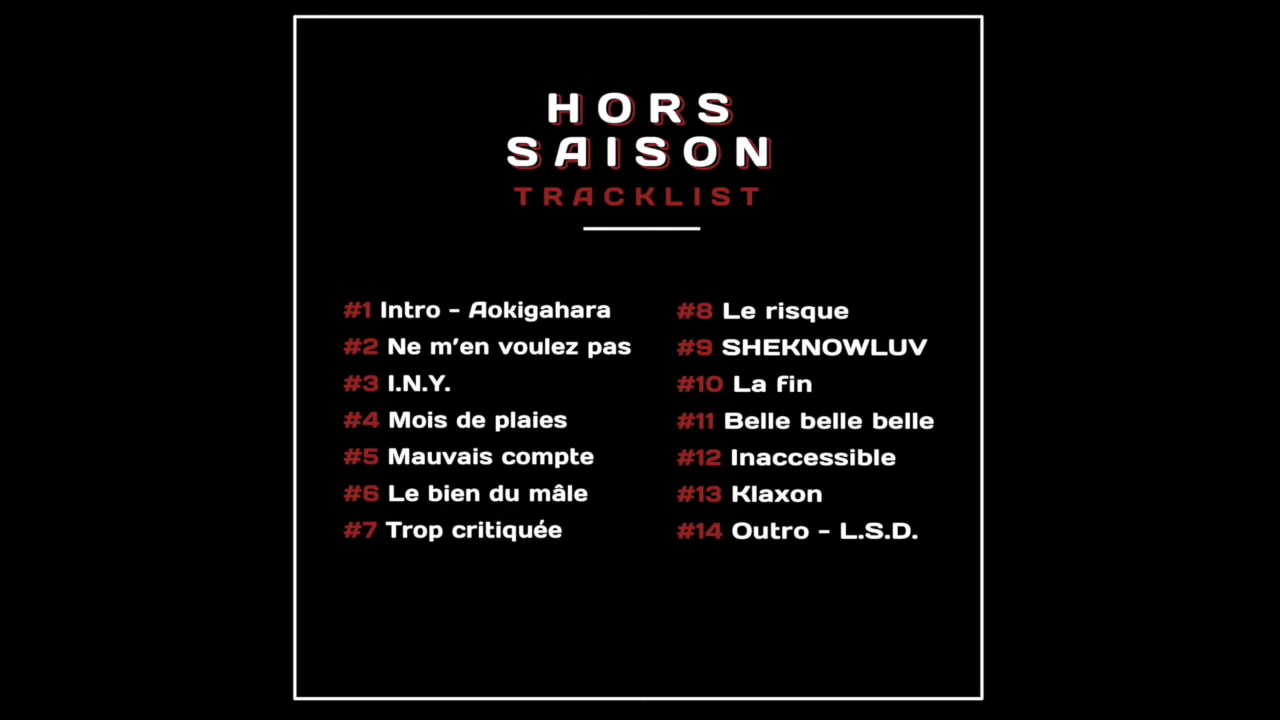 HORS
SAISON
TRACKLIST
#1 Intro - Aokigahara
#2 Ne m'en voulez pas
#3 I.N.Y.
#4 Mois de plaies
#5 Mauvais compte
#6 Le bien du mâle
#7 Trop critiquée
#8 Le risque
#9 SHEKNOWLUV
#10 La fin
#11 Belle belle belle
#12 Inaccessible
#13 Klaxon
#14 Outro - L.S.D.